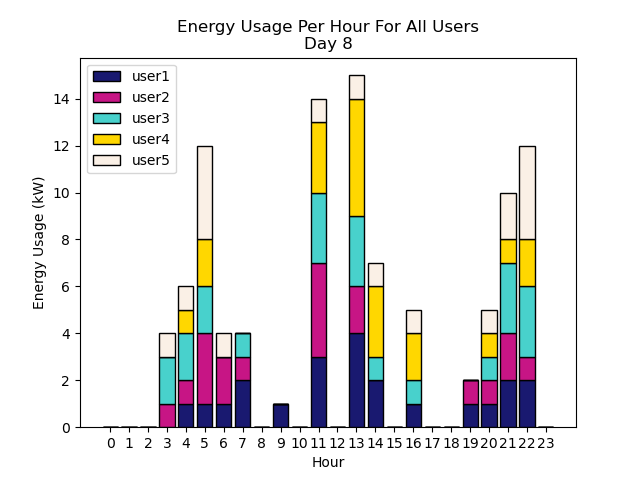 Energy Usage Per Hour For All Users
Day 8
user1
user2
user3
user4
user5
Energy Usage (kW)
14
12
10
8
6
4
2
0
0 1 2 3 4 5 6 7 8 9 10 11 12 13 14 15 16 17 18 19 20 21 22 23
Hour